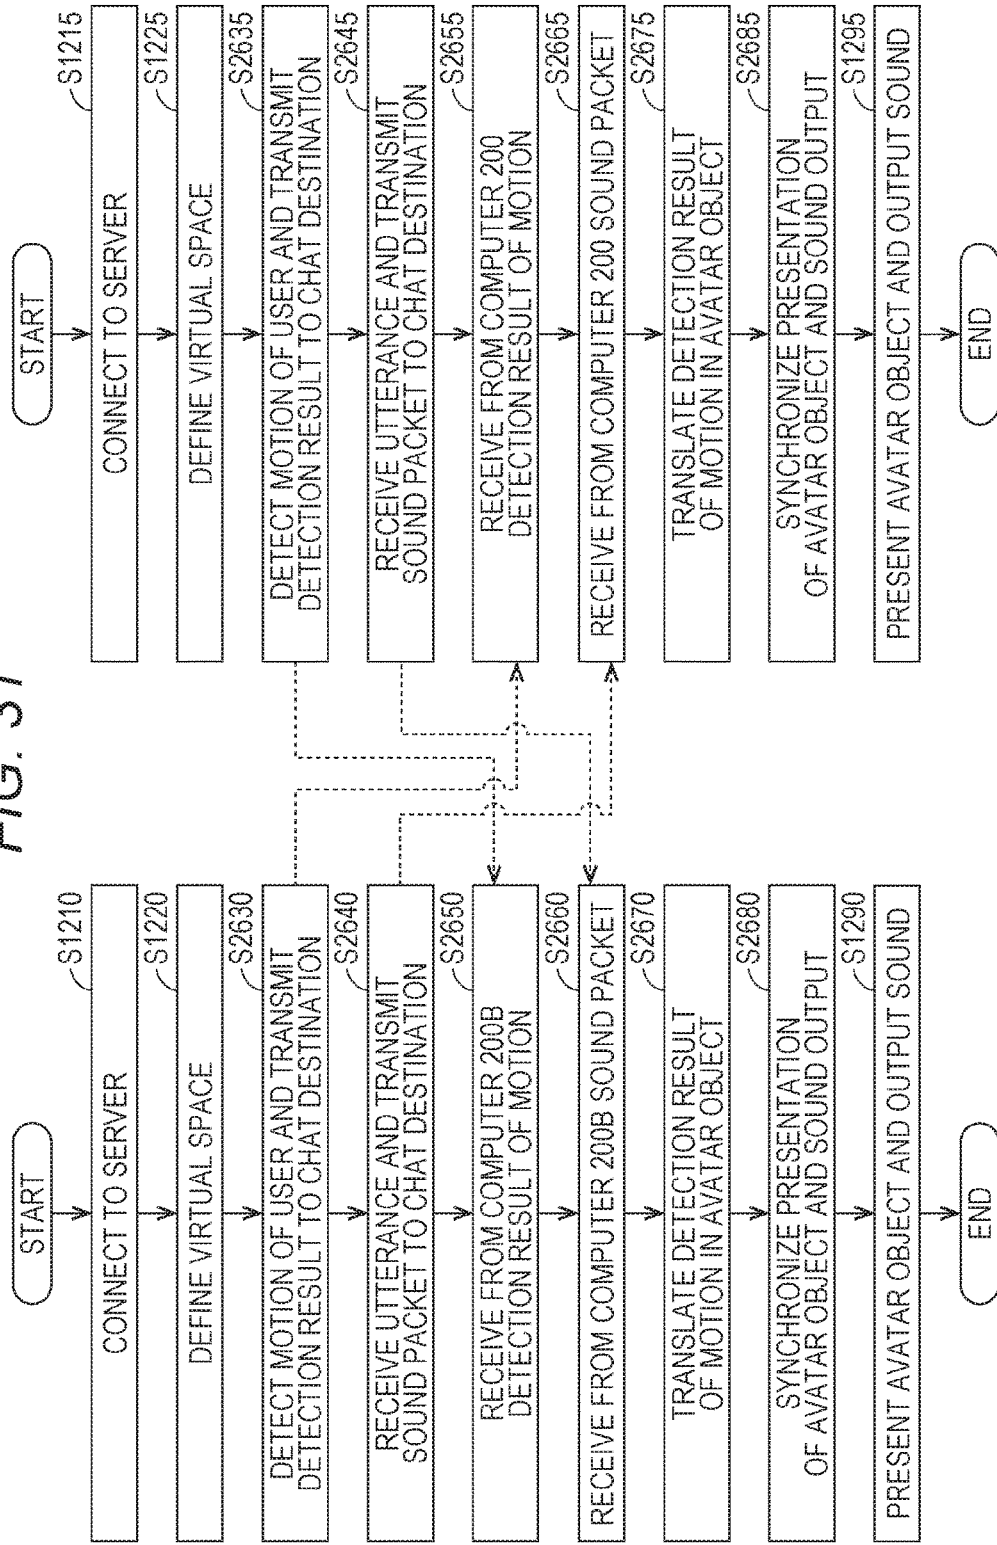 FIG. 31
START
S1210
CONNECT TO SERVER
S1220
DEFINE VIRTUAL SPACE
S2630
DETECT MOTION OF USER AND TRANSMIT
DETECTION RESULT TO CHAT DESTINATION
S2640
RECEIVE UTTERANCE AND TRANSMIT
SOUND PACKET TO CHAT DESTINATION
S2650
RECEIVE FROM COMPUTER 200B
DETECTION RESULT OF MOTION
S2660
RECEIVE FROM COMPUTER 200B SOUND PACKET
S2670
TRANSLATE DETECTION RESULT
OF MOTION IN AVATAR OBJECT
S2680
SYNCHRONIZE PRESENTATION
OF AVATAR OBJECT AND SOUND OUTPUT
S1290
PRESENT AVATAR OBJECT AND OUTPUT SOUND
END
START
S1215
CONNECT TO SERVER
S1225
DEFINE VIRTUAL SPACE
S2635
DETECT MOTION OF USER AND TRANSMIT
DETECTION RESULT TO CHAT DESTINATION
S2645
RECEIVE UTTERANCE AND TRANSMIT
SOUND PACKET TO CHAT DESTINATION
S2655
RECEIVE FROM COMPUTER 200
DETECTION RESULT OF MOTION
S2665
RECEIVE FROM COMPUTER 200 SOUND PACKET
S2675
TRANSLATE DETECTION RESULT
OF MOTION IN AVATAR OBJECT
S2685
SYNCHRONIZE PRESENTATION
OF AVATAR OBJECT AND SOUND OUTPUT
S1295
PRESENT AVATAR OBJECT AND OUTPUT SOUND
END